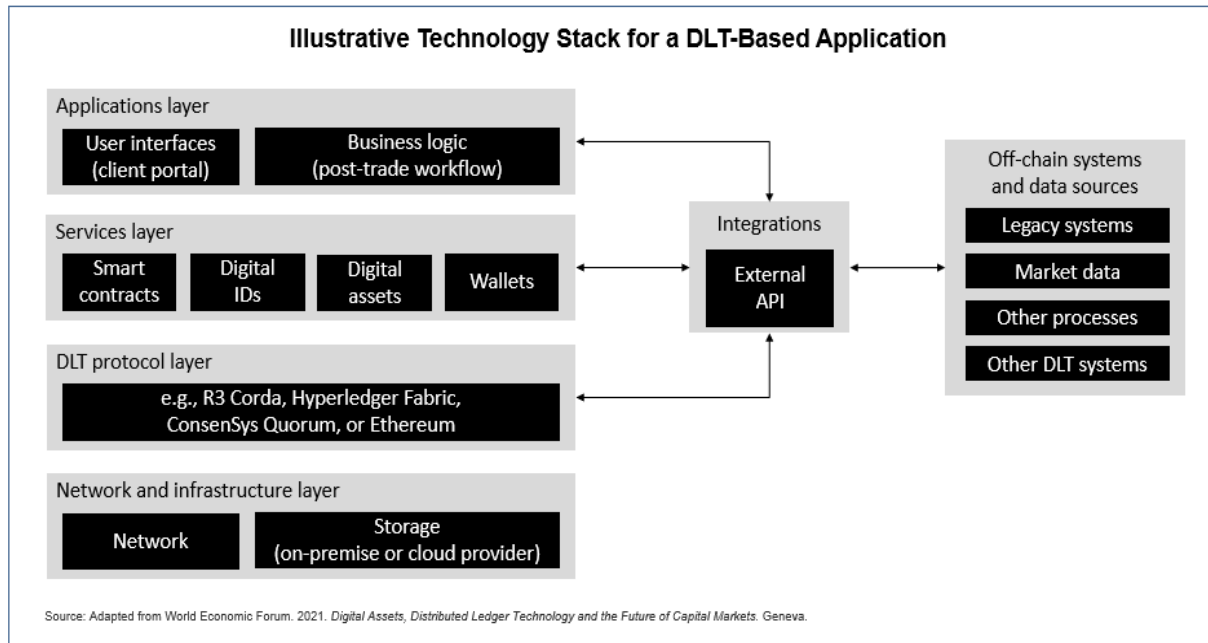 Illustrative Technology Stack for a DLT-Based Application
Applications layer
User interfaces
(client portal)
Business logic
(post-trade workflow)
Services layer
Smart
contracts
Digital
IDs
Digital
assets
Wallets
DLT protocol layer
e.g., R3 Corda, Hyperledger Fabric,
ConsenSys Quorum, or Ethereum
Network and infrastructure layer
Network
Storage
(on-premise or cloud provider)
Integrations
External
API
Off-chain systems
and data sources
Legacy systems
Market data
Other processes
Other DLT systems
Source: Adapted from World Economic Forum. 2021. Digital Assets, Distributed Ledger Technology and the Future of Capital Markets. Geneva.